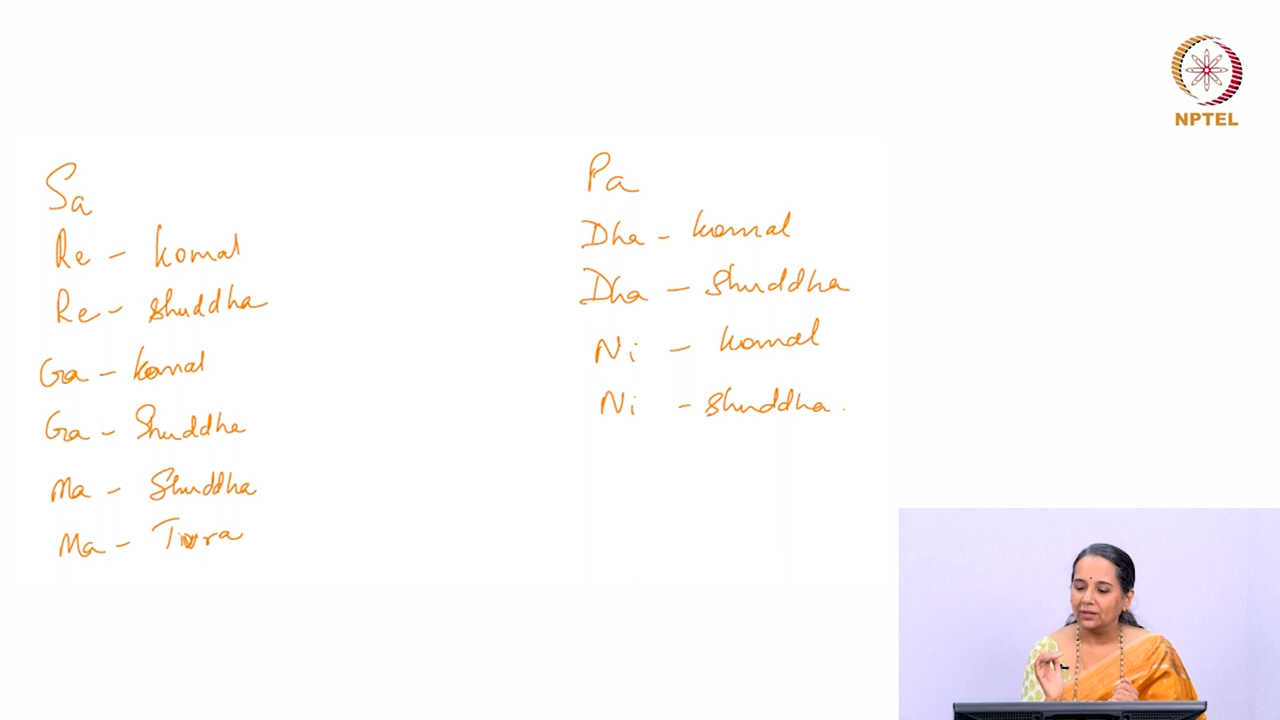 NPTEL
Sa
Re - komal
Re - shuddha
Ga - komal
Ga - Shuddha
Ma - Shuddha
Ma - Tivra
Pa
Dha - komal
Dha - shuddha
Ni - komal
Ni - shuddha.